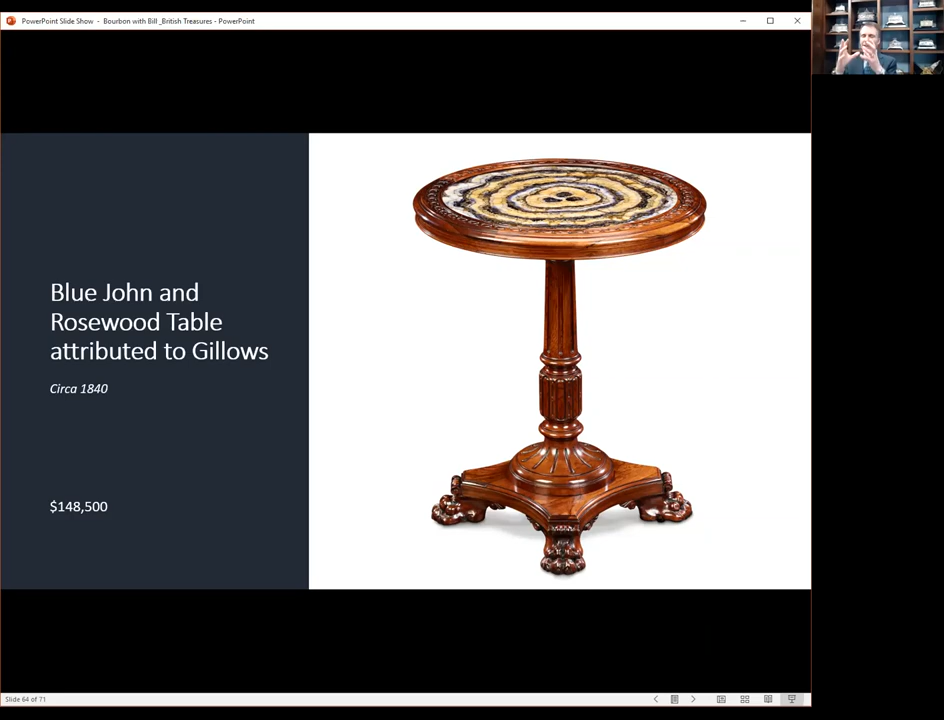 PowerPoint Slide Show - Bourbon with Bill _British Treasures - PowerPoint
Blue John and
Rosewood Table
attributed to Gillows
Circa 1840
$148,500
Slide 64 of 71